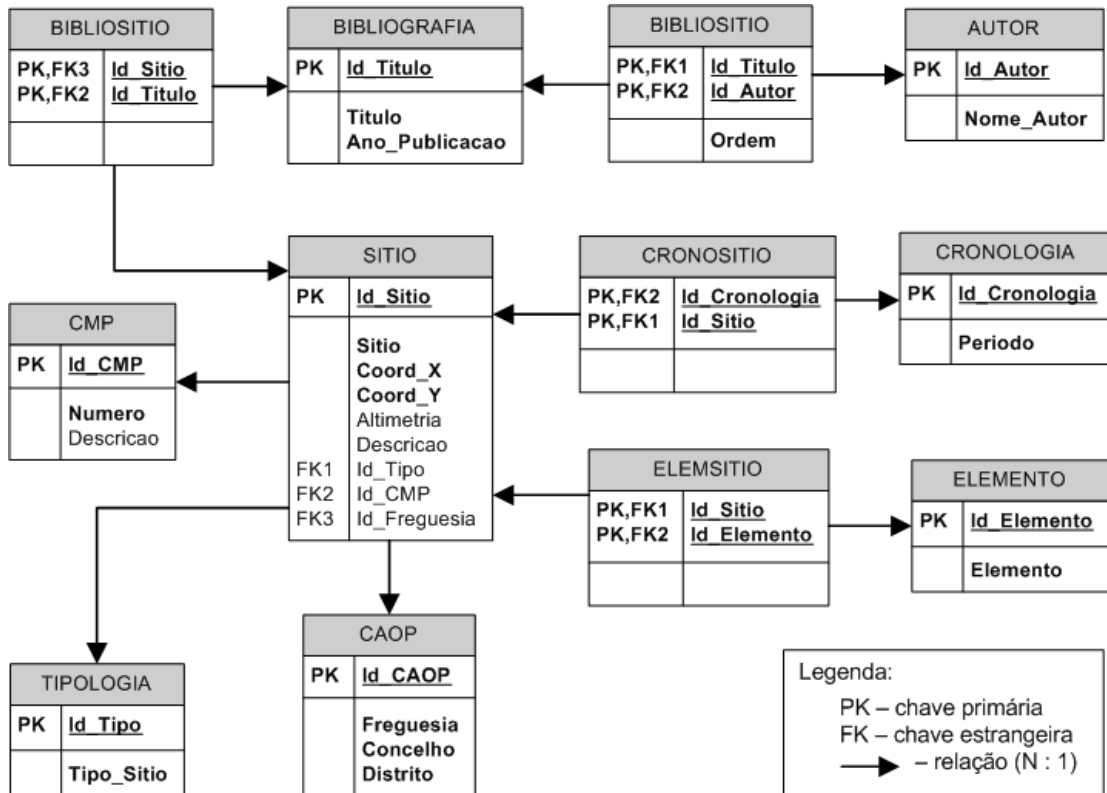 BIBLIOSITIO
PK,FK3 Id_Sitio
PK,FK2 Id_Titulo
BIBLIOGRAFIA
PK Id_Titulo
Titulo
Ano_Publicacao
BIBLIOSITIO
PK,FK1 Id_Titulo
PK,FK2 Id_Autor
Ordem
AUTOR
PK Id_Autor
Nome_Autor
SITIO
PK Id_Sitio
Sitio
Coord_X
Coord_Y
Altimetria
Descricao
FK1 Id_Tipo
FK2 Id_CMP
FK3 Id_Freguesia
CRONOSITIO
PK,FK2 Id_Cronologia
PK,FK1 Id_Sitio
CRONOLOGIA
PK Id_Cronologia
Periodo
CMP
PK Id_CMP
Numero
Descricao
ELEMSITIO
PK,FK1 Id_Sitio
PK,FK2 Id_Elemento
ELEMENTO
PK Id_Elemento
Elemento
TIPOLOGIA
PK Id_Tipo
Tipo_Sitio
CAOP
PK Id_CAOP
Freguesia
Concelho
Distrito
Legenda:
PK – chave primária
FK – chave estrangeira
– relação (N : 1)